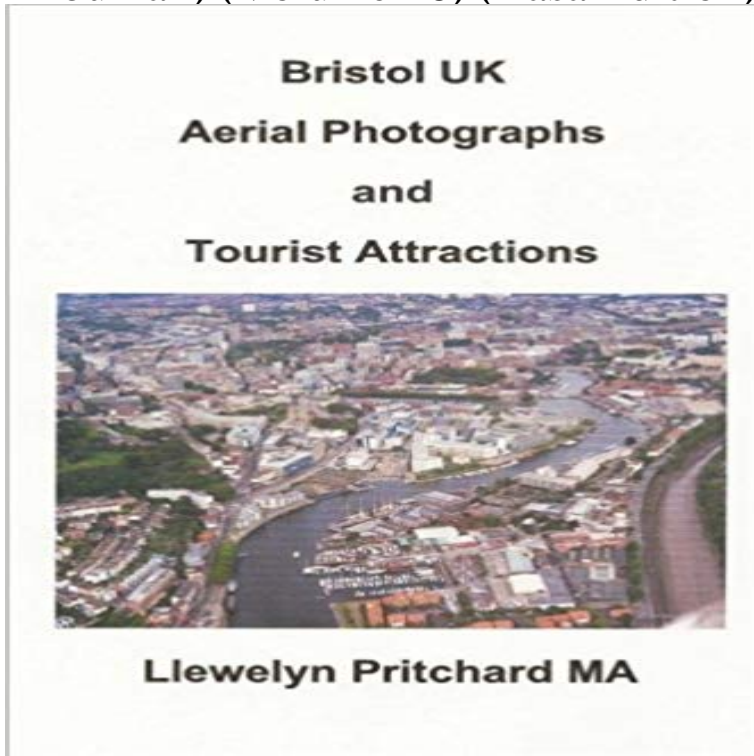 Bristol UK
Aerial Photographs
and
Tourist Attractions
Llewelyn Pritchard MA